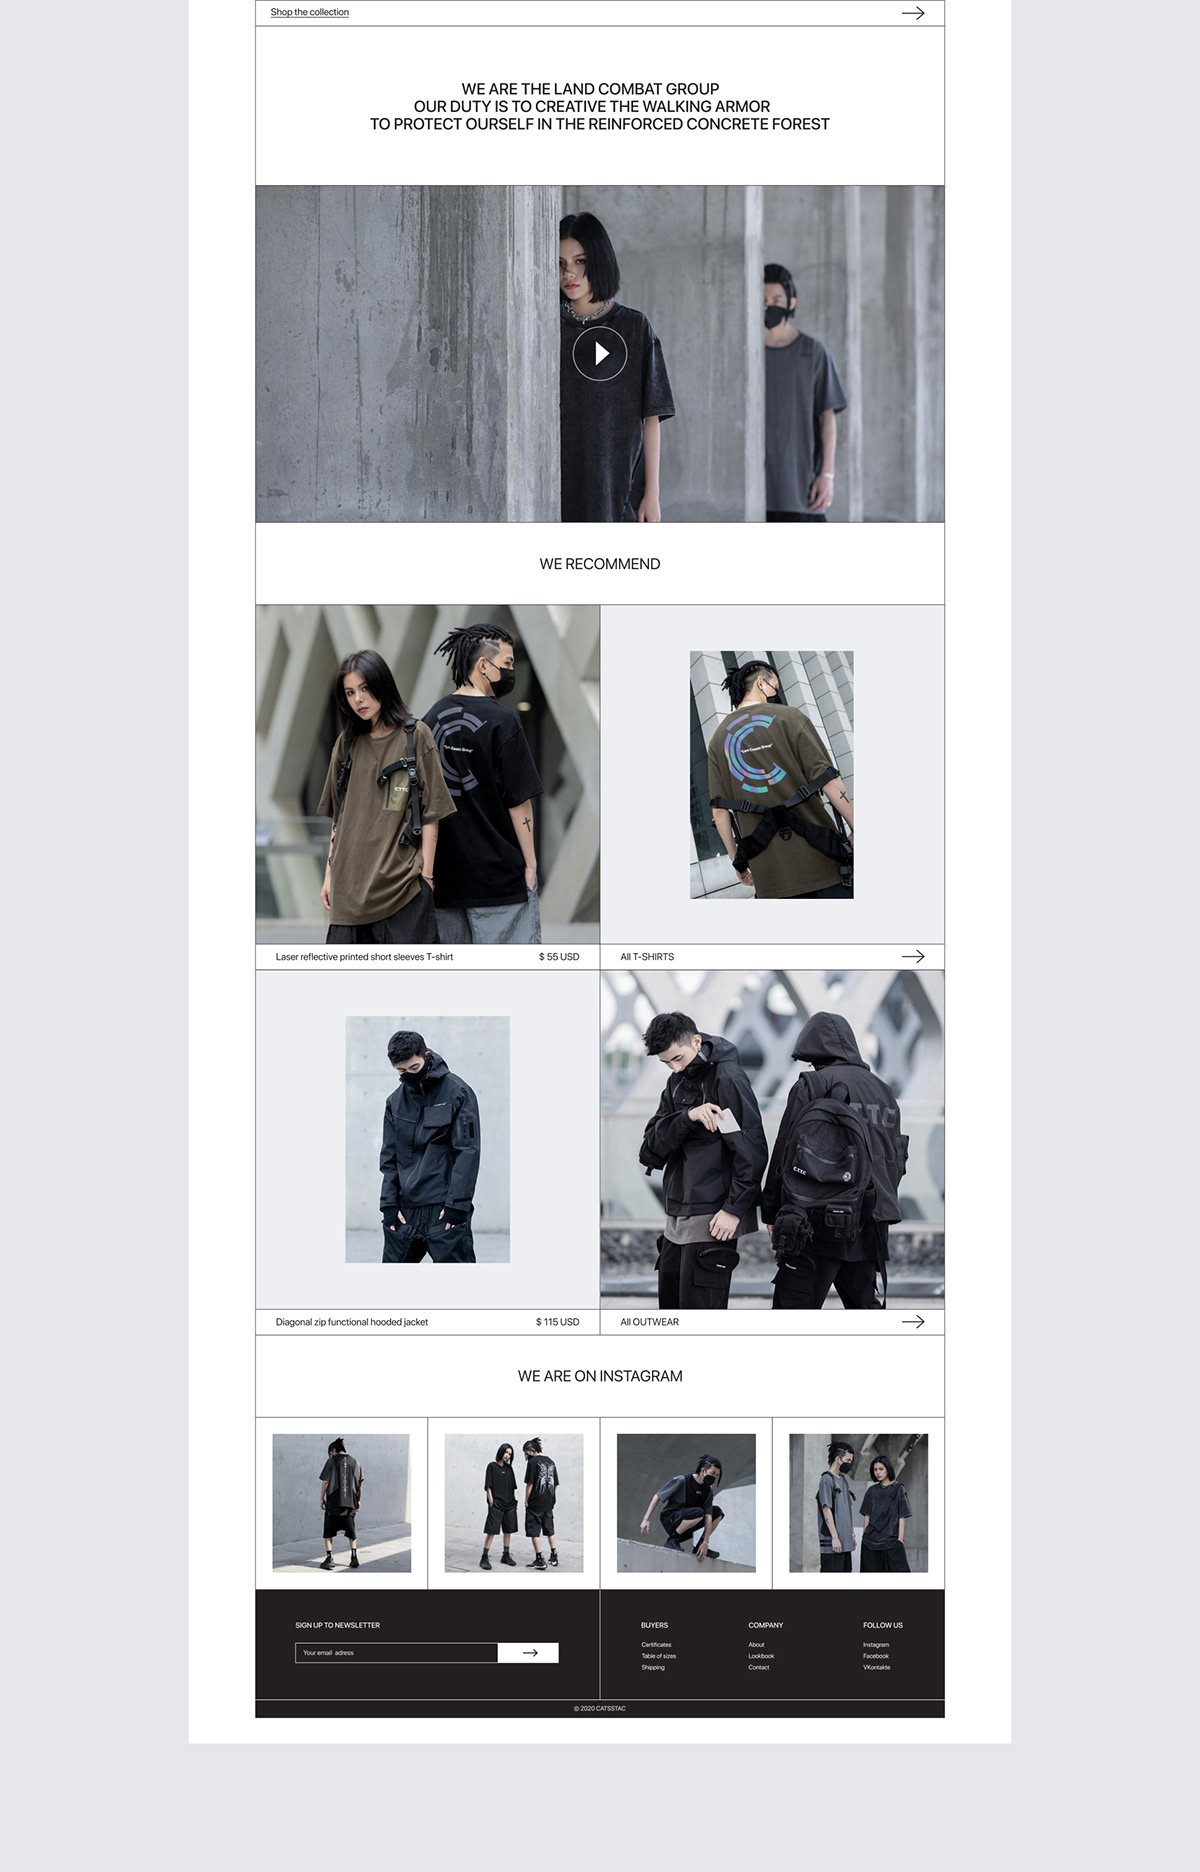 Shop the collection
WE ARE THE LAND COMBAT GROUP
OUR DUTY IS TO CREATIVE THE WALKING ARMOR
TO PROTECT OURSELF IN THE REINFORCED CONCRETE FOREST
WE RECOMMEND
CTTC
Laser reflective printed short sleeves T-shirt
$ 55 USD
All T-SHIRTS
CTC
CTTC
Diagonal zip functional hooded jacket
$ 115 USD
All OUTWEAR
WE ARE ON INSTAGRAM
SIGN UP TO NEWSLETTER
Your email adress
BUYERS
Certificates
Table of sizes
Shipping
COMPANY
About
Lookbook
Contact
FOLLOW US
Instagram
Facebook
VKontakte
© 2020 CATSSTAC